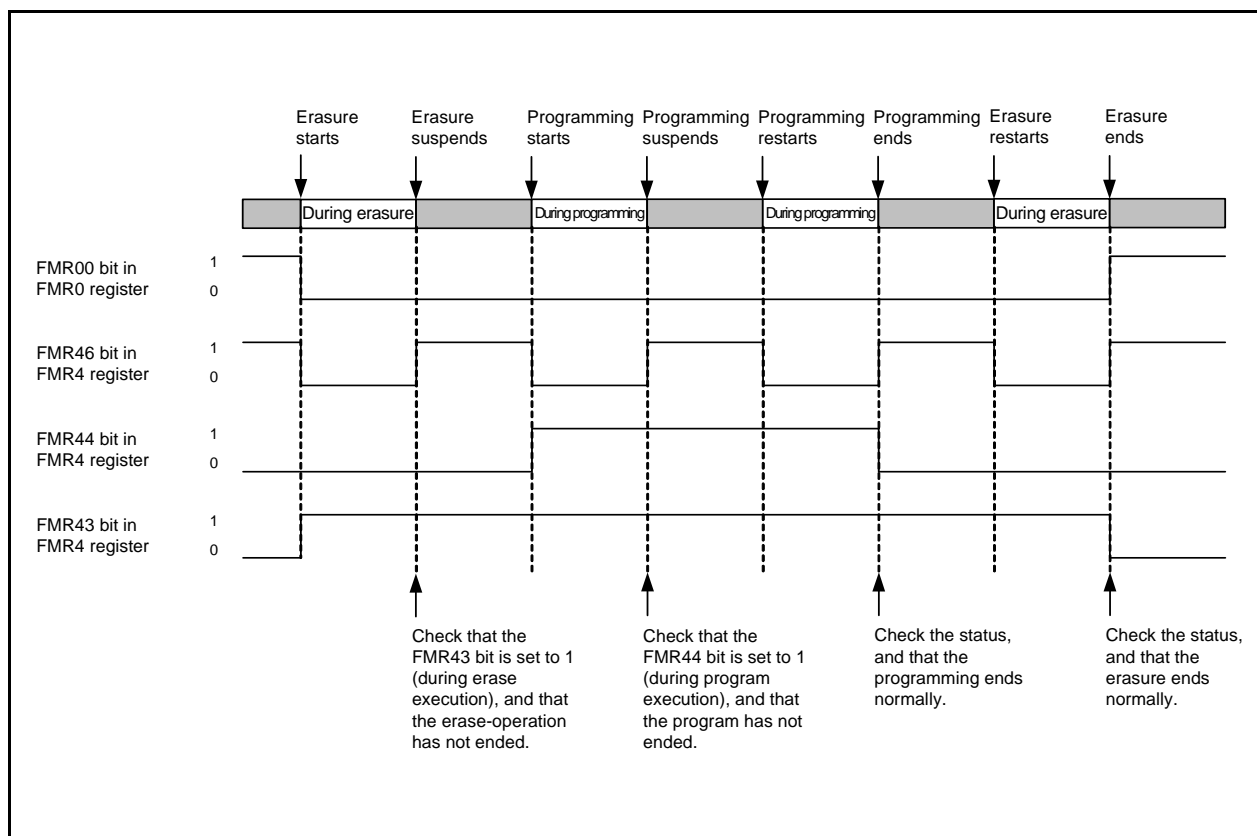 Erasure
starts
Erasure
suspends
Programming
starts
Programming
suspends
Programming
restarts
Programming
ends
Erasure
restarts
Erasure
ends
During erasure
During programming
During programming
During erasure
FMR00 bit in
FMR0 register
1
0
FMR46 bit in
FMR4 register
1
0
FMR44 bit in
FMR4 register
1
0
FMR43 bit in
FMR4 register
1
0
Check that the
FMR43 bit is set to 1
(during erase
execution), and that
the erase-operation
has not ended.
Check that the
FMR44 bit is set to 1
(during program
execution), and that
the program has not
ended.
Check the status,
and that the
programming ends
normally.
Check the status,
and that the
erasure ends
normally.